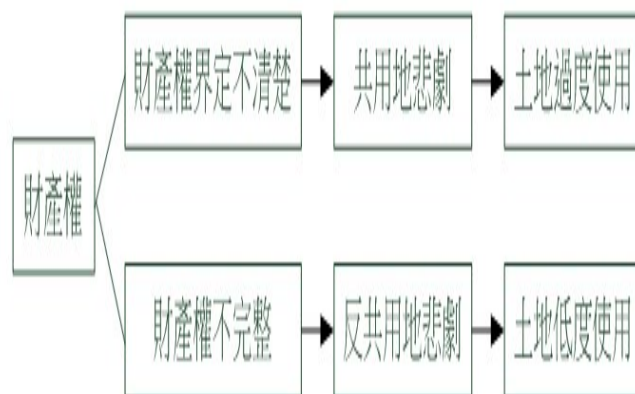 財產權
財產權界定不清楚
共用地悲劇
土地過度使用
財產權不完整
反共用地悲劇
土地低度使用